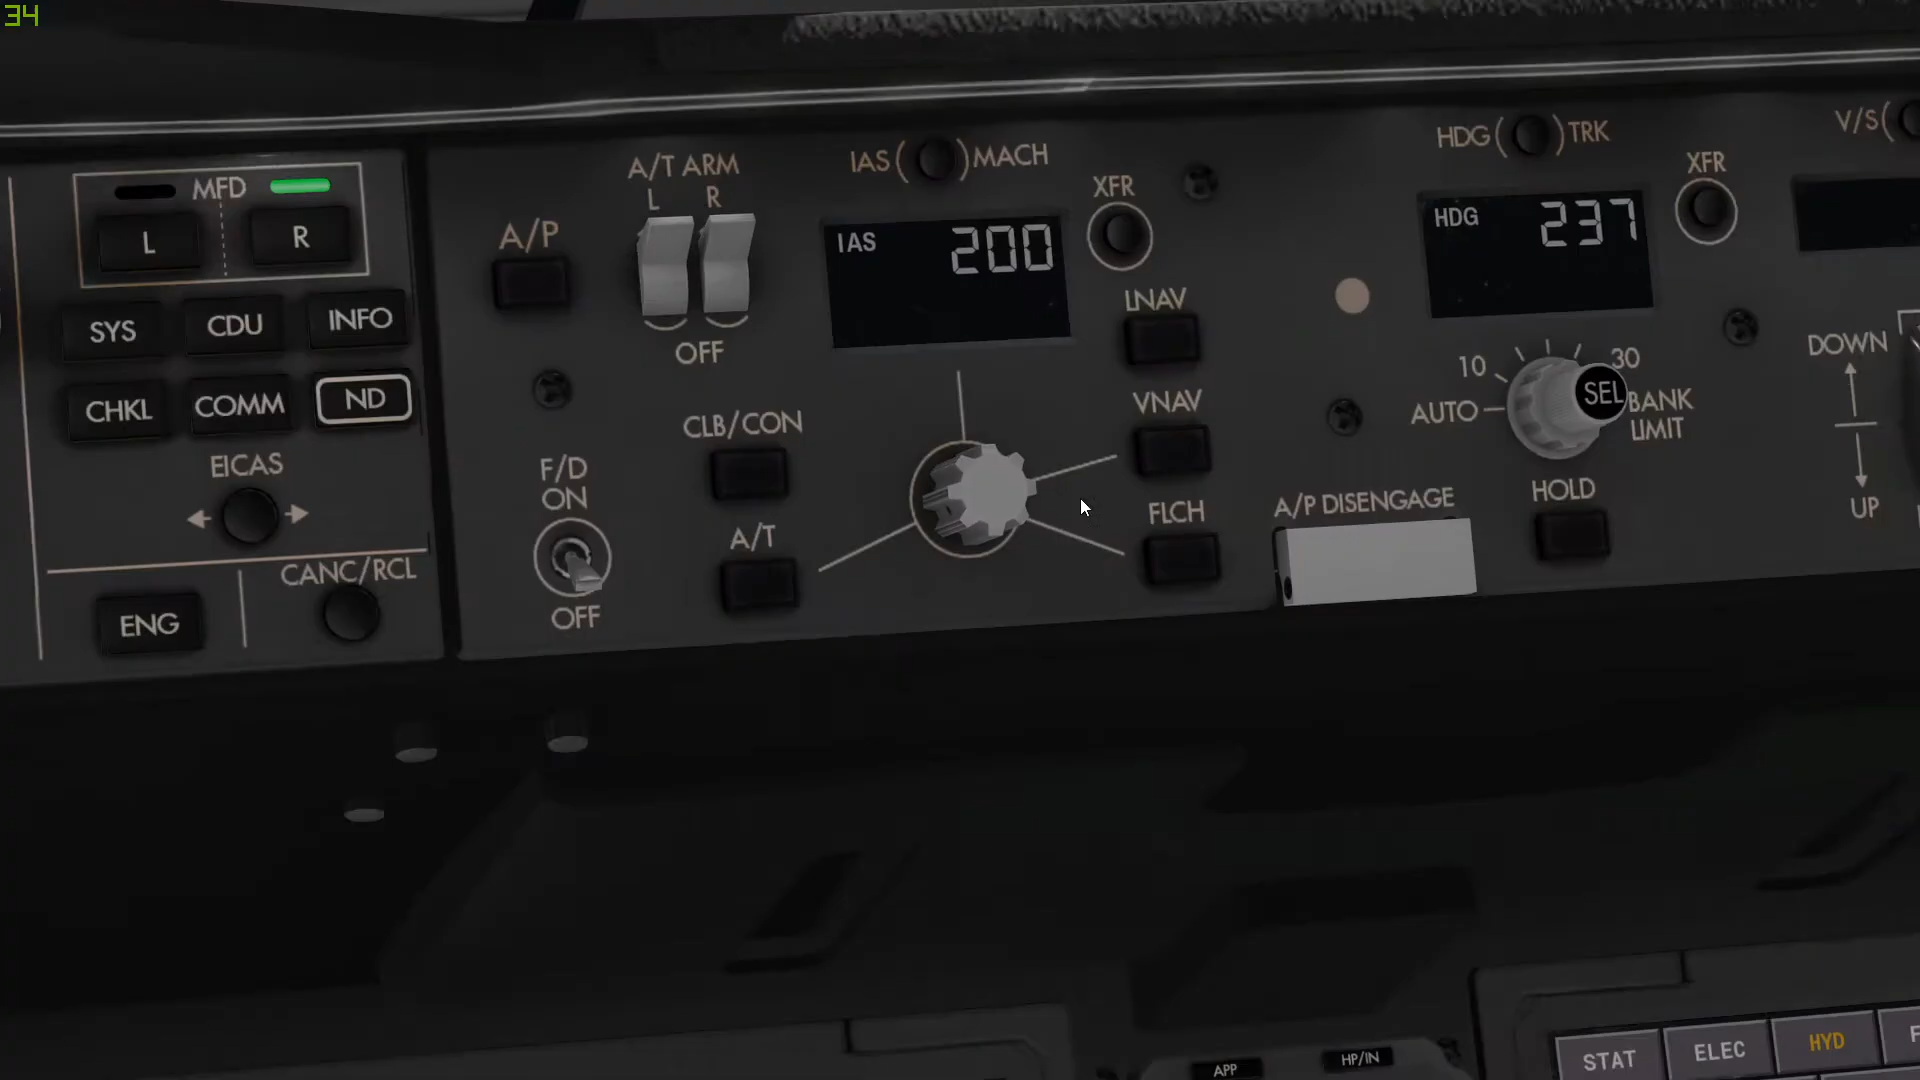 34
MFD
L
R
SYS
CDU
INFO
CHKL
COMM
ND
EICAS
CANC/RCL
ENG
A/P
A/T ARM
L R
OFF
F/D
ON
OFF
CLB/CON
A/T
IAS ( ) MACH
IAS 200
XFR
LNAV
VNAV
FLCH
A/P DISENGAGE
HDG ( ) TRK
HDG 237
XFR
10
30
AUTO
SEL
BANK
LIMIT
HOLD
V/S (
DOWN
UP
APP
HP/IN
STAT
ELEC
HYD
F